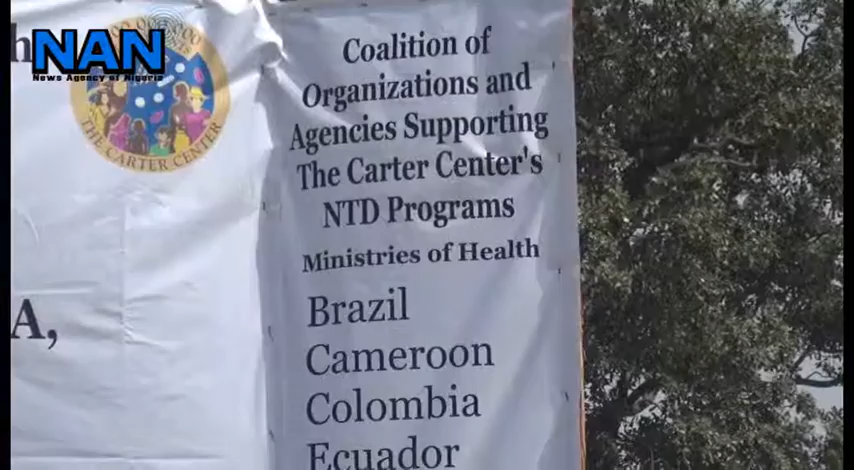 NAN
News Agency of Nigeria
THE CARTER CENTER
A,
Coalition of
Organizations and
Agencies Supporting
The Carter Center's
NTD Programs
Ministries of Health
Brazil
Cameroon
Colombia
Ecuador